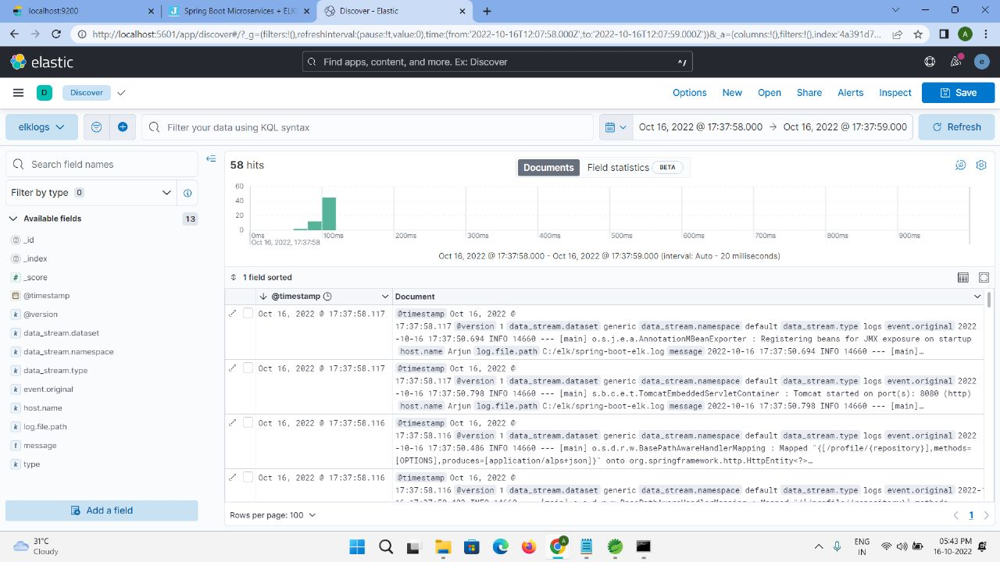 localhost:9200
Spring Boot Microservices + ELK
Discover - Elastic
http://localhost:5601/app/discover#/?_g=(filters:!(),refreshInterval:(pause:!t,value:0),time:(from:'2022-10-16T12:07:58.000Z',to:'2022-10-16T12:07:59.000Z'))&_a=(columns:!(),filters:!(),index:'4a391d7...
A
elastic
Find apps, content, and more. Ex: Discover
^/
e
D
Discover
Options
New
Open
Share
Alerts
Inspect
Save
elklogs
Filter your data using KQL syntax
Oct 16, 2022 @ 17:37:58.000 → Oct 16, 2022 @ 17:37:59.000
Refresh
Search field names
Filter by type 0
Available fields 13
_id
_index
_score
@timestamp
@version
data_stream.dataset
data_stream.namespace
data_stream.type
event.original
host.name
log.file.path
message
type
Add a field
58 hits
Documents
Field statistics BETA
60
40
20
0
0ms 100ms 200ms 300ms 400ms 500ms 600ms 700ms 800ms 900ms
Oct 16, 2022, 17:37:58
Oct 16, 2022 @ 17:37:58.000 - Oct 16, 2022 @ 17:37:59.000 (interval: Auto - 20 milliseconds)
1 field sorted
@timestamp
Document
Oct 16, 2022 @ 17:37:58.117
@timestamp Oct 16, 2022 @
17:37:58.117 @version 1 data_stream.dataset generic data_stream.namespace default data_stream.type logs event.original 2022
-10-16 17:37:50.694 INFO 14660 --- [main] o.s.j.e.a.AnnotationMBeanExporter : Registering beans for JMX exposure on startup
host.name Arjun log.file.path C:/elk/spring-boot-elk.log message 2022-10-16 17:37:50.694 INFO 14660 --- [main]...
Oct 16, 2022 @ 17:37:58.117
@timestamp Oct 16, 2022 @
17:37:58.117 @version 1 data_stream.dataset generic data_stream.namespace default data_stream.type logs event.original 2022
-10-16 17:37:50.798 INFO 14660 --- [main] s.b.c.e.t.TomcatEmbeddedServletContainer : Tomcat started on port(s): 8080 (http)
host.name Arjun log.file.path C:/elk/spring-boot-elk.log message 2022-10-16 17:37:50.798 INFO 14660 --- [main]...
Oct 16, 2022 @ 17:37:58.116
@timestamp Oct 16, 2022 @
17:37:58.116 @version 1 data_stream.dataset generic data_stream.namespace default data_stream.type logs event.original 2022
-10-16 17:37:50.486 INFO 14660 --- [main] o.s.d.r.w.BasePathAwareHandlerMapping : Mapped "{[/profile/{repository}],methods=
[OPTIONS],produces=[application/alps+json]}" onto org.springframework.http.HttpEntity<?>...
Oct 16, 2022 @ 17:37:58.116
@timestamp Oct 16, 2022 @
17:37:58.116 @version 1 data_stream.dataset generic data_stream.namespace default data_stream.type logs event.original 2022-1
Rows per page: 100
1
31°C
Cloudy
A
ENG
IN
05:43 PM
16-10-2022